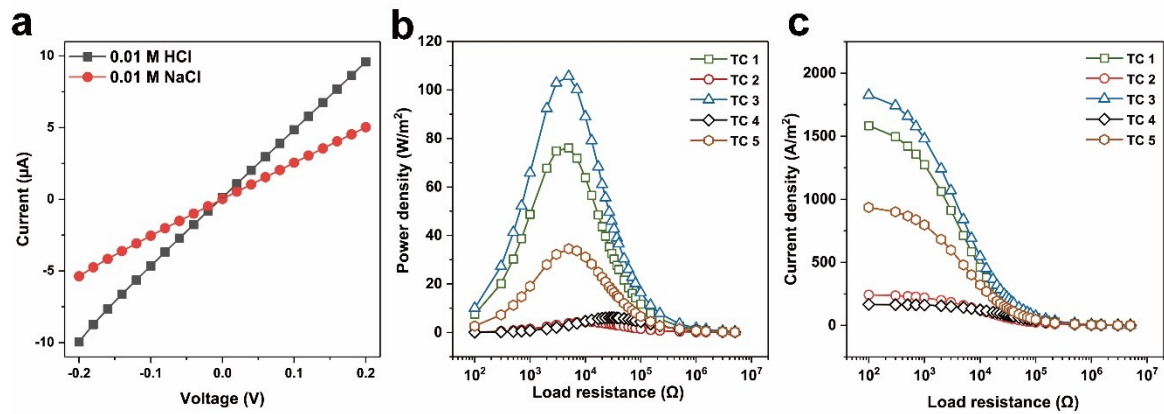 a
0.01 M HCl
0.01 M NaCl
10
5
0
-5
-10
-0.2
-0.1
0.0
0.1
0.2
Current (µA)
Voltage (V)
b
120
100
80
60
40
20
0
10²
10³
10⁴
10⁵
10⁶
10⁷
Power density (W/m²)
Load resistance (Ω)
TC 1
TC 2
TC 3
TC 4
TC 5
c
2000
1500
1000
500
0
10²
10³
10⁴
10⁵
10⁶
10⁷
Current density (A/m²)
Load resistance (Ω)
TC 1
TC 2
TC 3
TC 4
TC 5